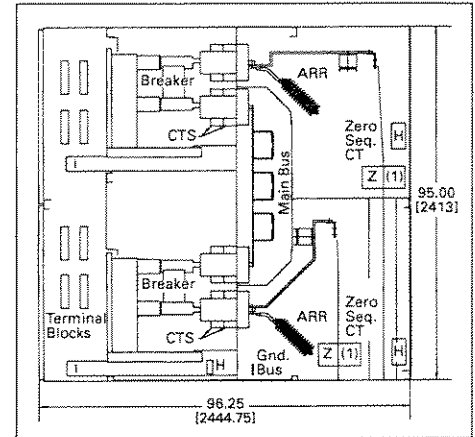 ARR
Breaker
Zero
Seq.
CT
H
CTS
Z (1)
I
Main Bus
95.00
[2413]
Breaker
ARR
Zero
Seq.
CT
Terminal
Blocks
CTS
Z (1)
H
Gnd.
Bus
I
H
96.25
[2444.75]